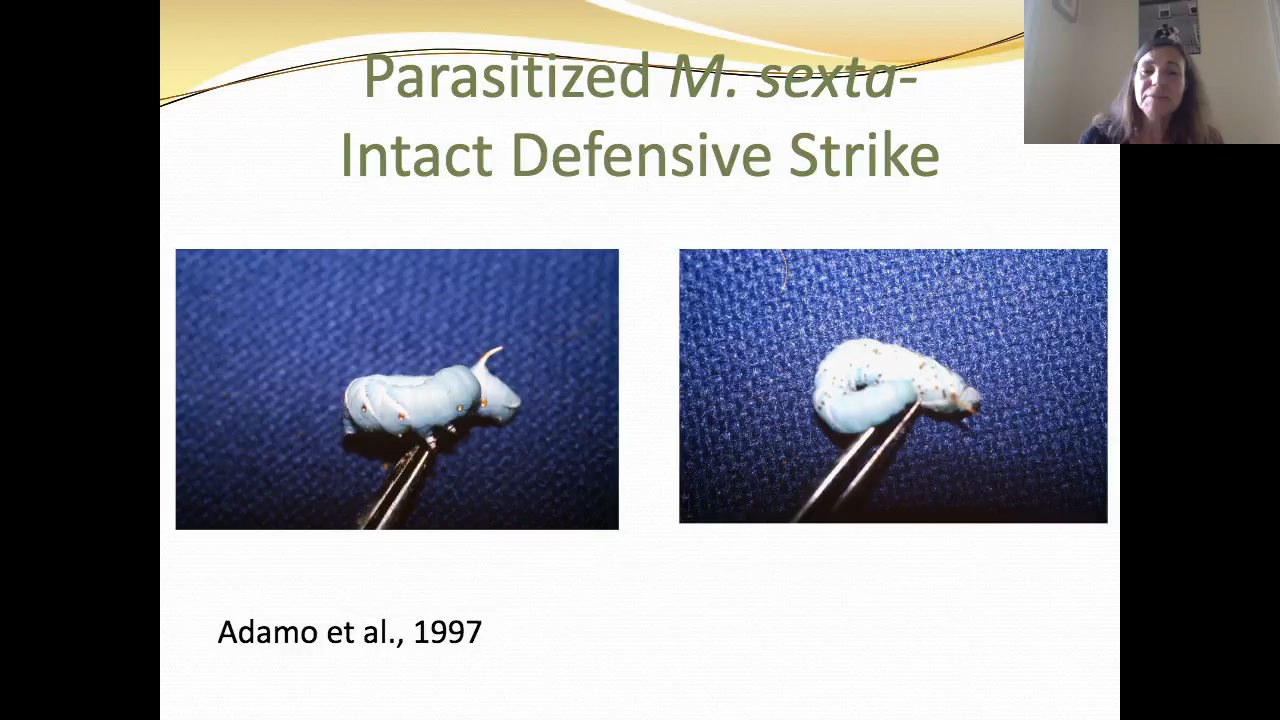 Parasitized M. sexta-
Intact Defensive Strike
Adamo et al., 1997